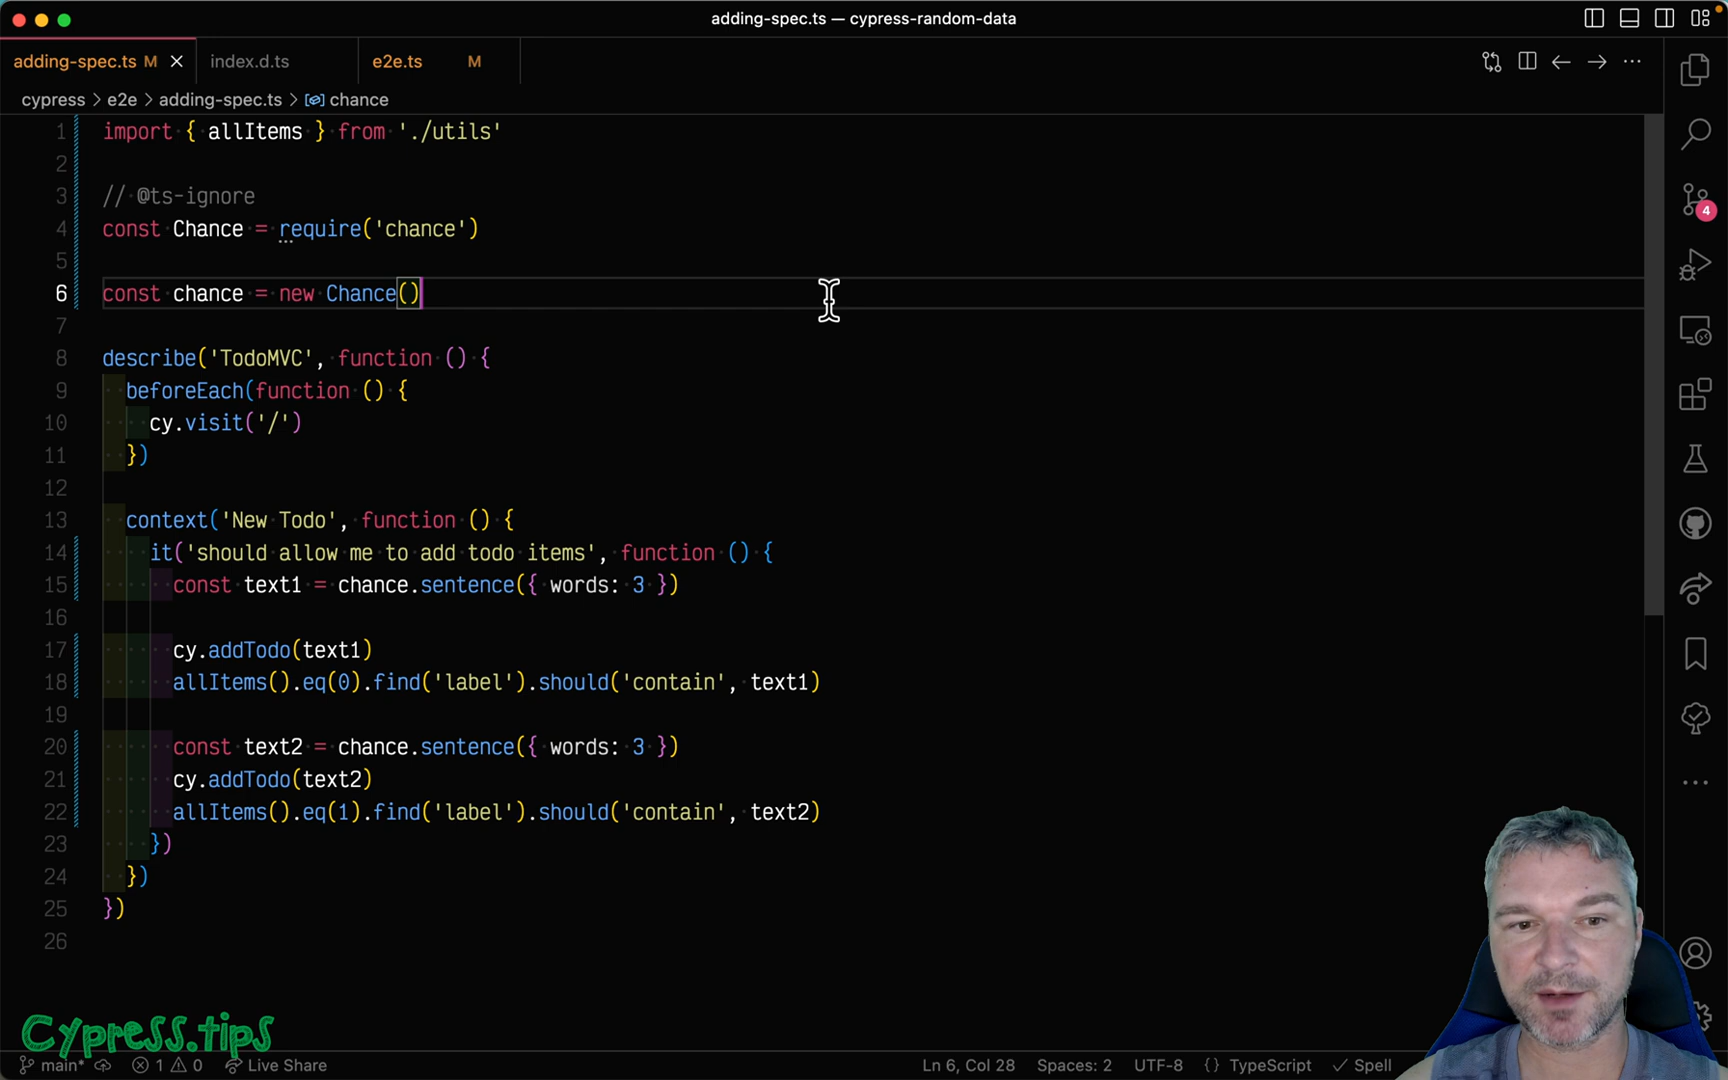 adding-spec.ts — cypress-random-data
adding-spec.ts M index.d.ts e2e.ts M
cypress > e2e > adding-spec.ts > chance
1 import { allItems } from './utils'
2
3 // @ts-ignore
4 const Chance = require('chance')
5
6 const chance = new Chance()
7
8 describe('TodoMVC', function () {
9 beforeEach(function () {
10 cy.visit('/')
11 })
12
13 context('New Todo', function () {
14 it('should allow me to add todo items', function () {
15 const text1 = chance.sentence({ words: 3 })
16
17 cy.addTodo(text1)
18 allItems().eq(0).find('label').should('contain', text1)
19
20 const text2 = chance.sentence({ words: 3 })
21 cy.addTodo(text2)
22 allItems().eq(1).find('label').should('contain', text2)
23 })
24 })
25 })
26
4
Cypress.tips
main* 1 0 Live Share Ln 6, Col 28 Spaces: 2 UTF-8 {} TypeScript Spell